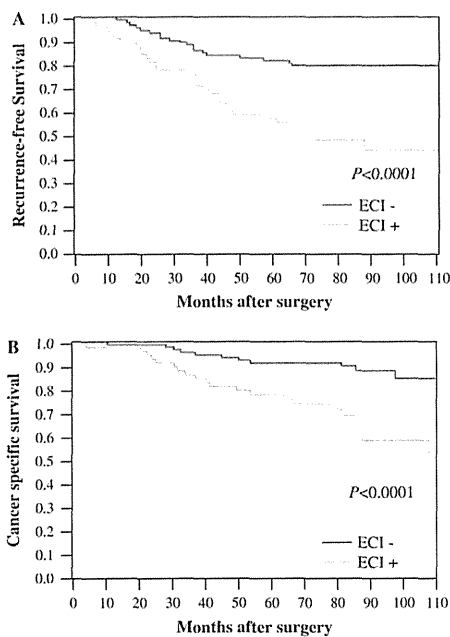 A
Recurrence-free Survival
1.0
0.9
0.8
0.7
0.6
0.5
0.4
0.3
0.2
0.1
0.0
P<0.0001
ECI -
ECI +
0 10 20 30 40 50 60 70 80 90 100 110
Months after surgery
B
Cancer specific survival
1.0
0.9
0.8
0.7
0.6
0.5
0.4
0.3
0.2
0.1
0.0
P<0.0001
ECI -
ECI +
0 10 20 30 40 50 60 70 80 90 100 110
Months after surgery